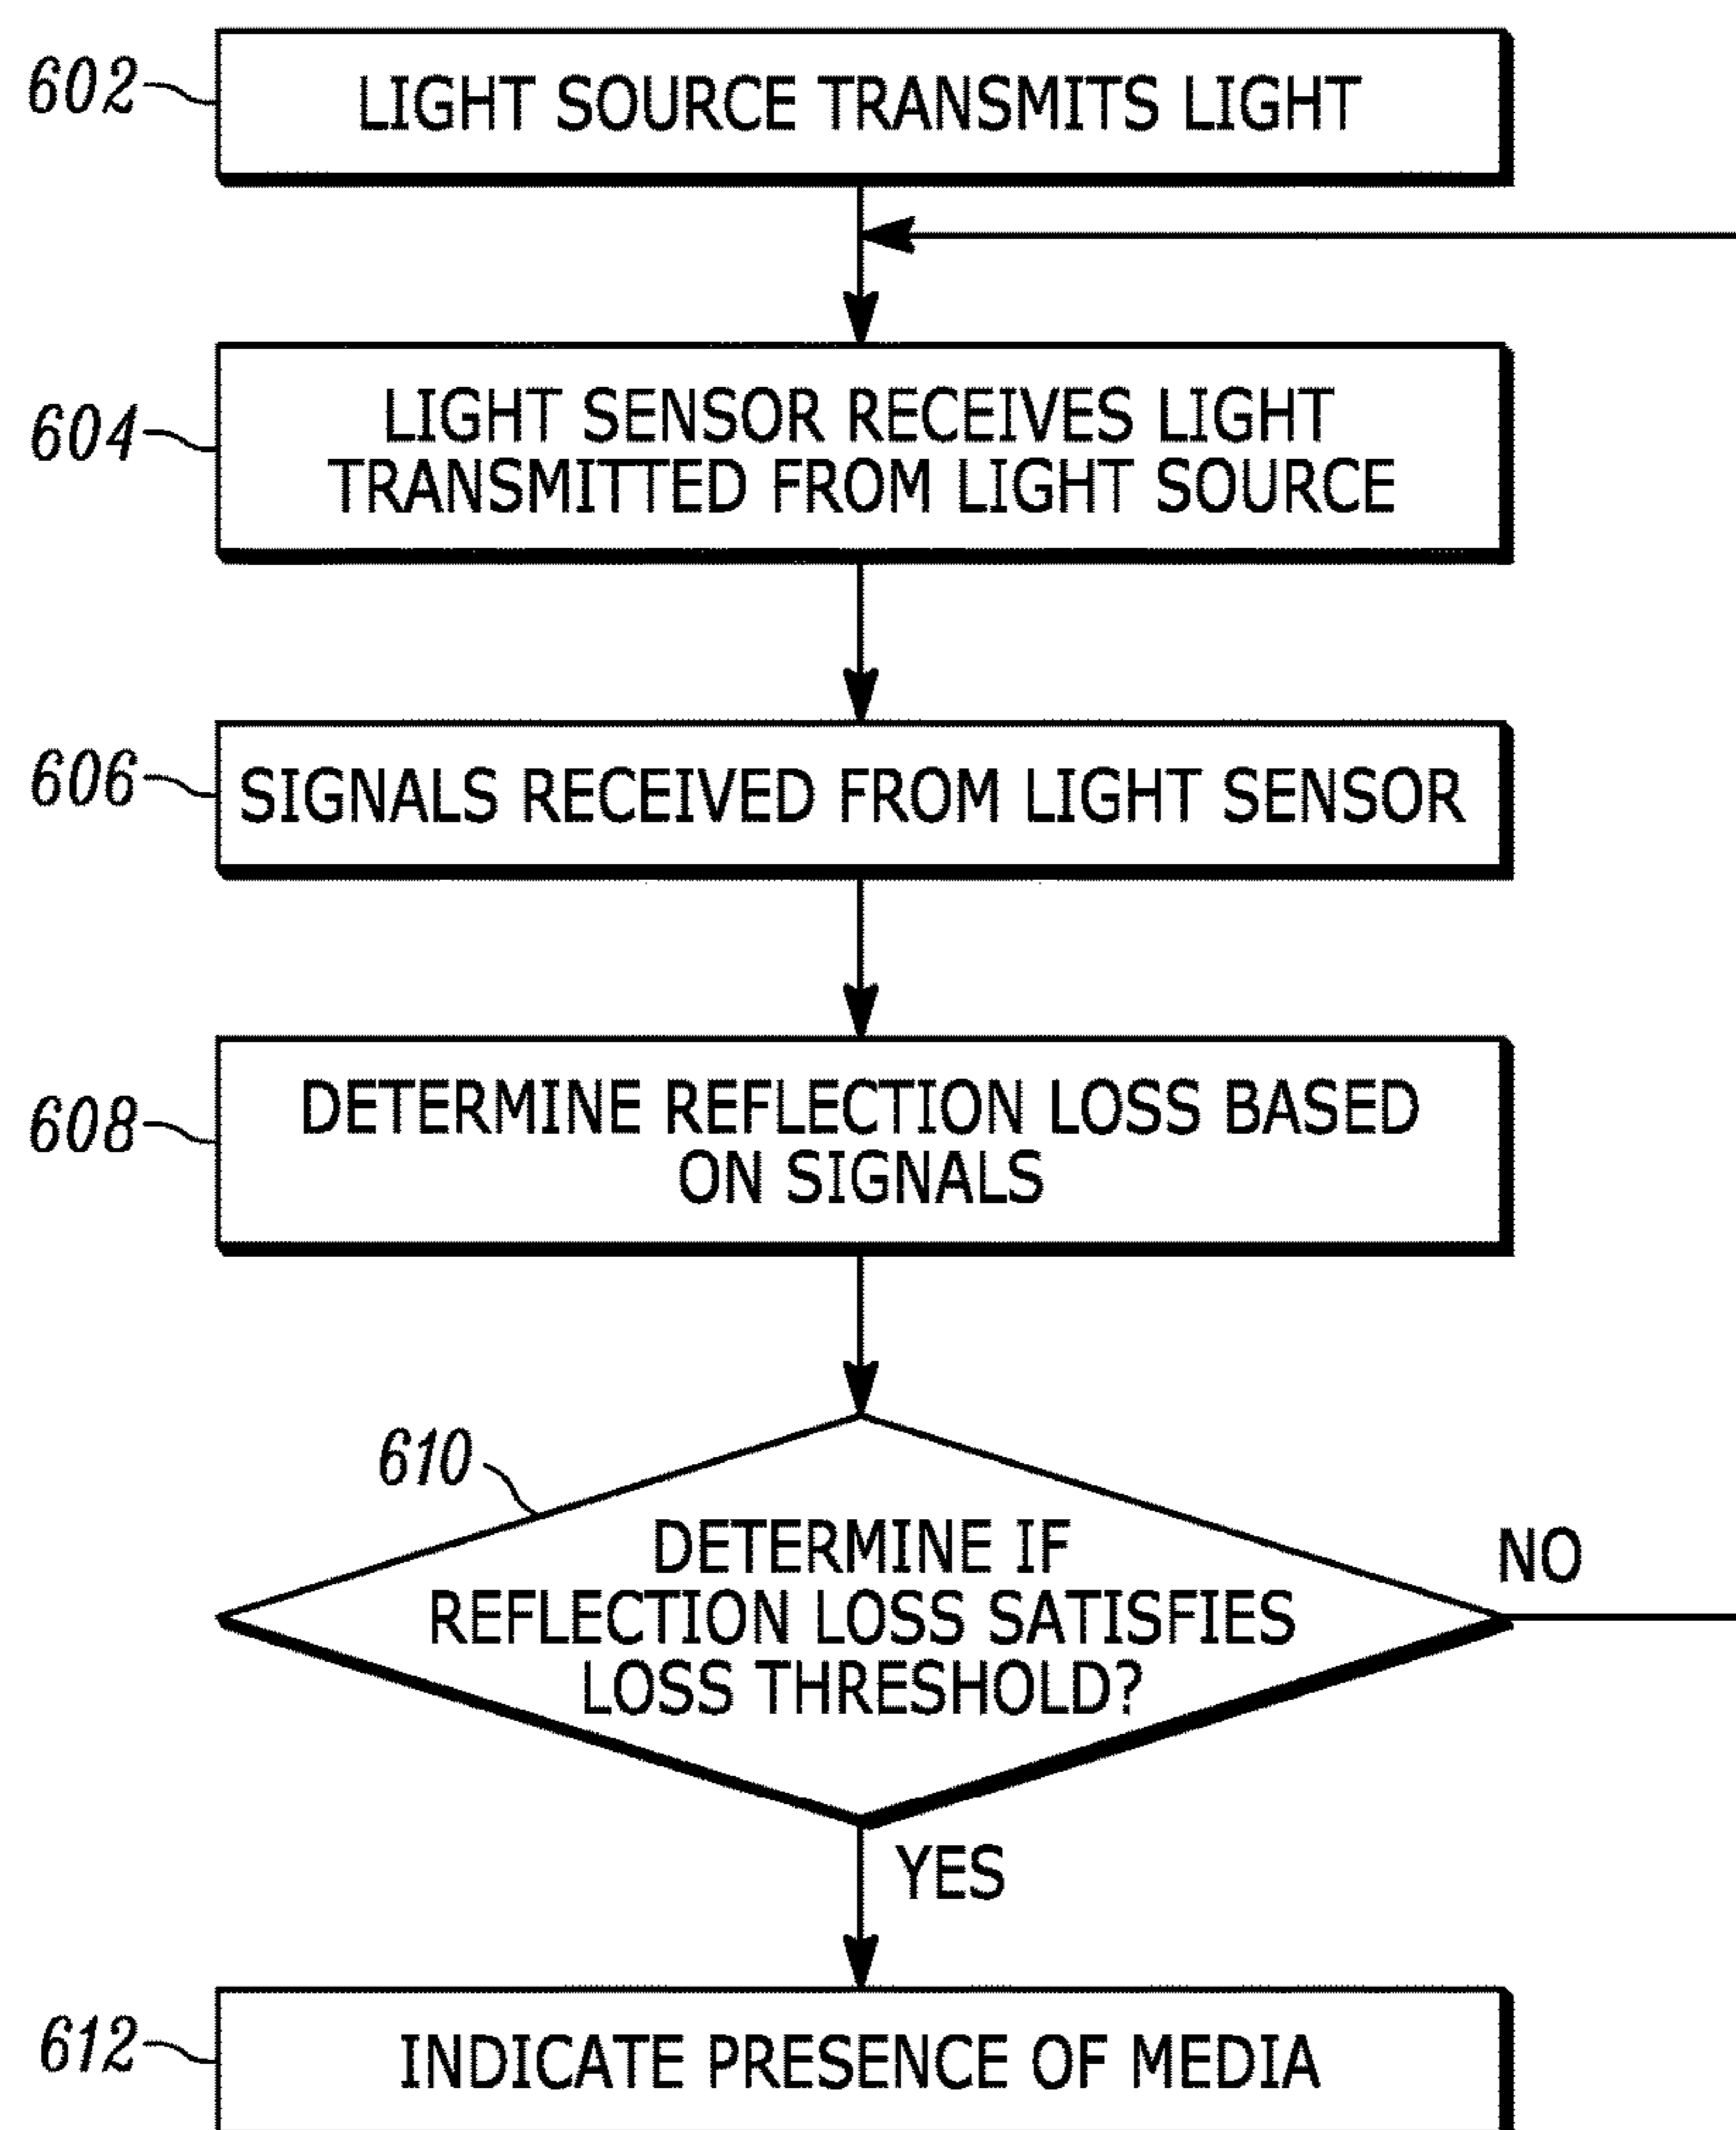 602
LIGHT SOURCE TRANSMITS LIGHT
604
LIGHT SENSOR RECEIVES LIGHT
TRANSMITTED FROM LIGHT SOURCE
606
SIGNALS RECEIVED FROM LIGHT SENSOR
608
DETERMINE REFLECTION LOSS BASED
ON SIGNALS
610
DETERMINE IF
REFLECTION LOSS SATISFIES
LOSS THRESHOLD?
NO
YES
612
INDICATE PRESENCE OF MEDIA